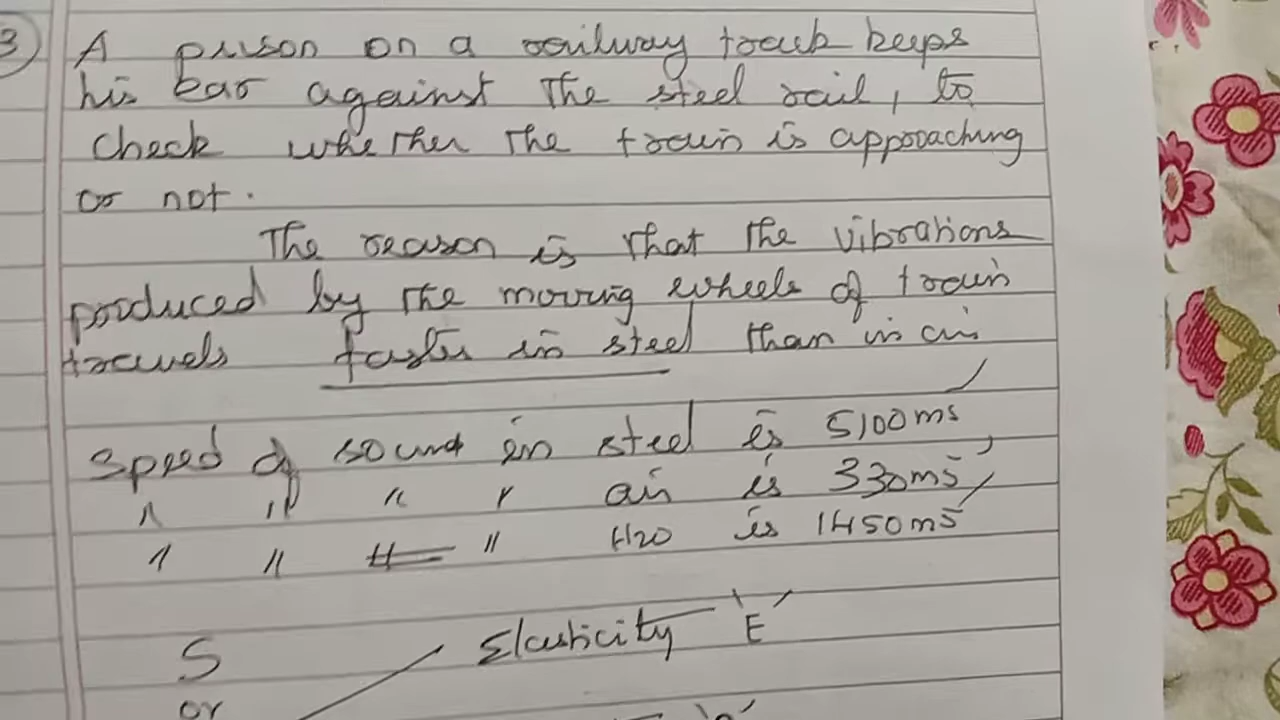 3 A person on a railway track keeps
his ear against the steel rail, to
check whether the train is approaching
or not.
The reason is that the vibrations
produced by the moving wheels of train
travels faster in steel than in air
Speed of sound in steel is 5100ms
" " " " air is 330ms
" " " H2O is 1450ms
S Elasticity 'E'
or